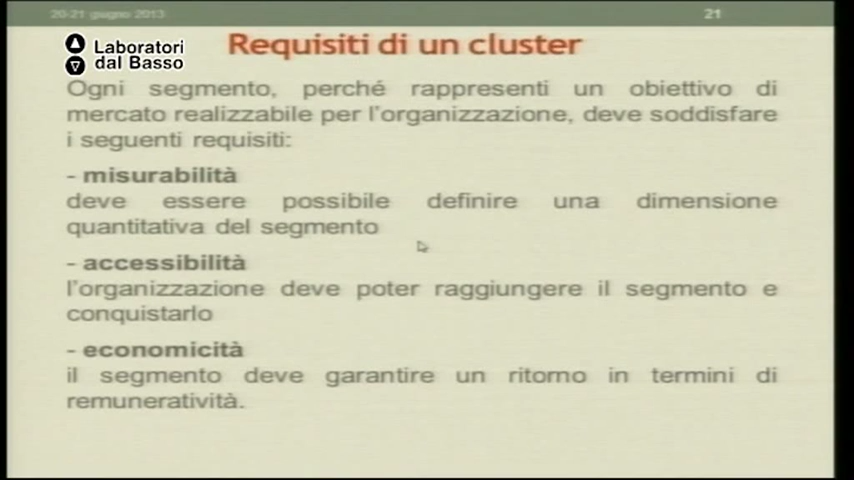 20-21 giugno 2013
21
Laboratori
dal Basso
Requisiti di un cluster
Ogni segmento, perché rappresenti un obiettivo di
mercato realizzabile per l'organizzazione, deve soddisfare
i seguenti requisiti:
- misurabilità
deve essere possibile definire una dimensione
quantitativa del segmento
- accessibilità
l'organizzazione deve poter raggiungere il segmento e
conquistarlo
- economicità
il segmento deve garantire un ritorno in termini di
remuneratività.